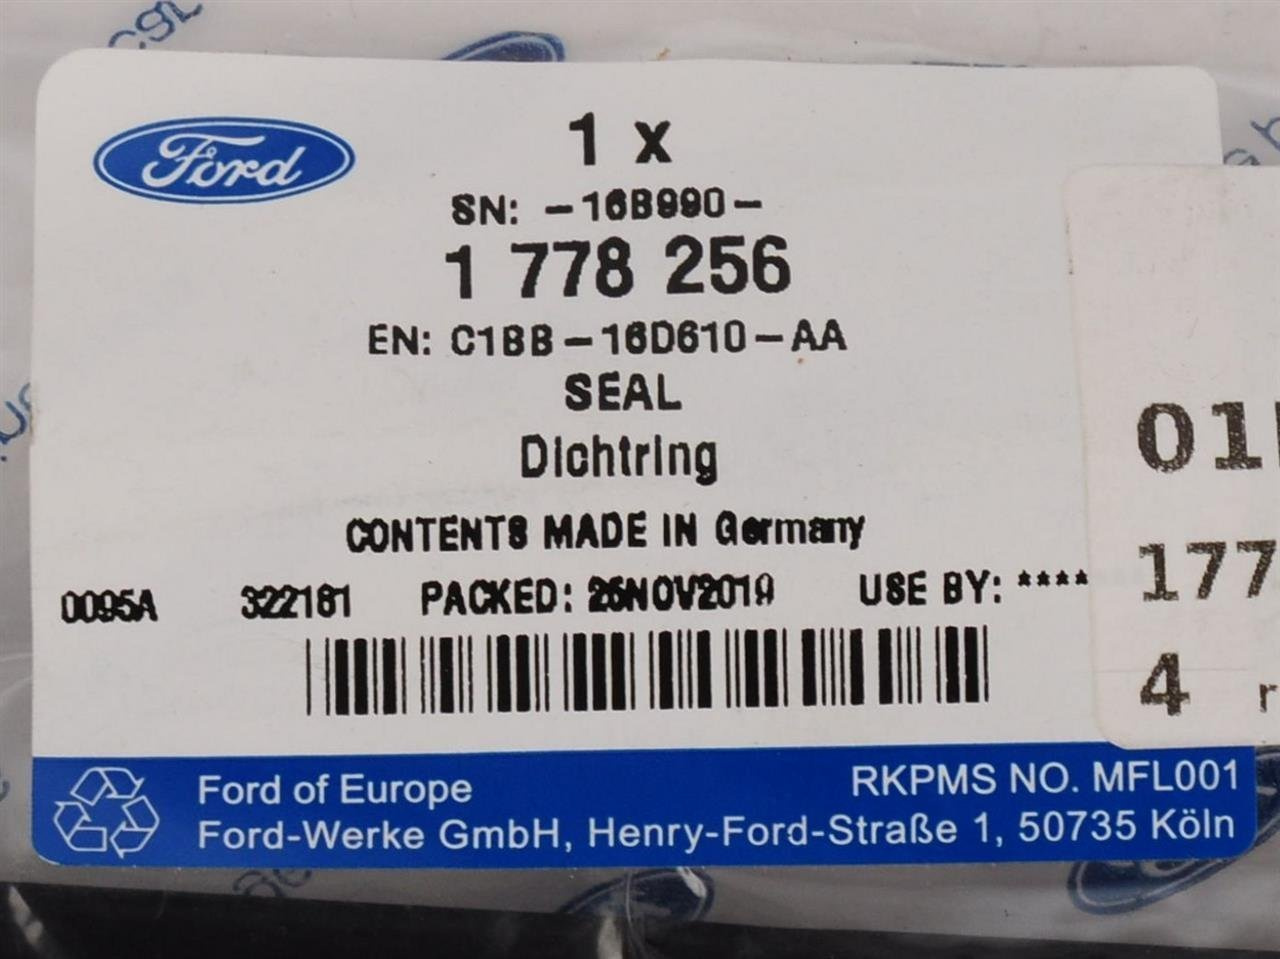 Ford
1 x
SN: -16B990-
1 778 256
EN: C1BB-16D610-AA
SEAL
Dichtring
CONTENTS MADE IN Germany
0095A 322161 PACKED: 26NOV2019 USE BY: ****
01
177
4 r
Ford of Europe RKPMS NO. MFL001
Ford-Werke GmbH, Henry-Ford-Straße 1, 50735 Köln